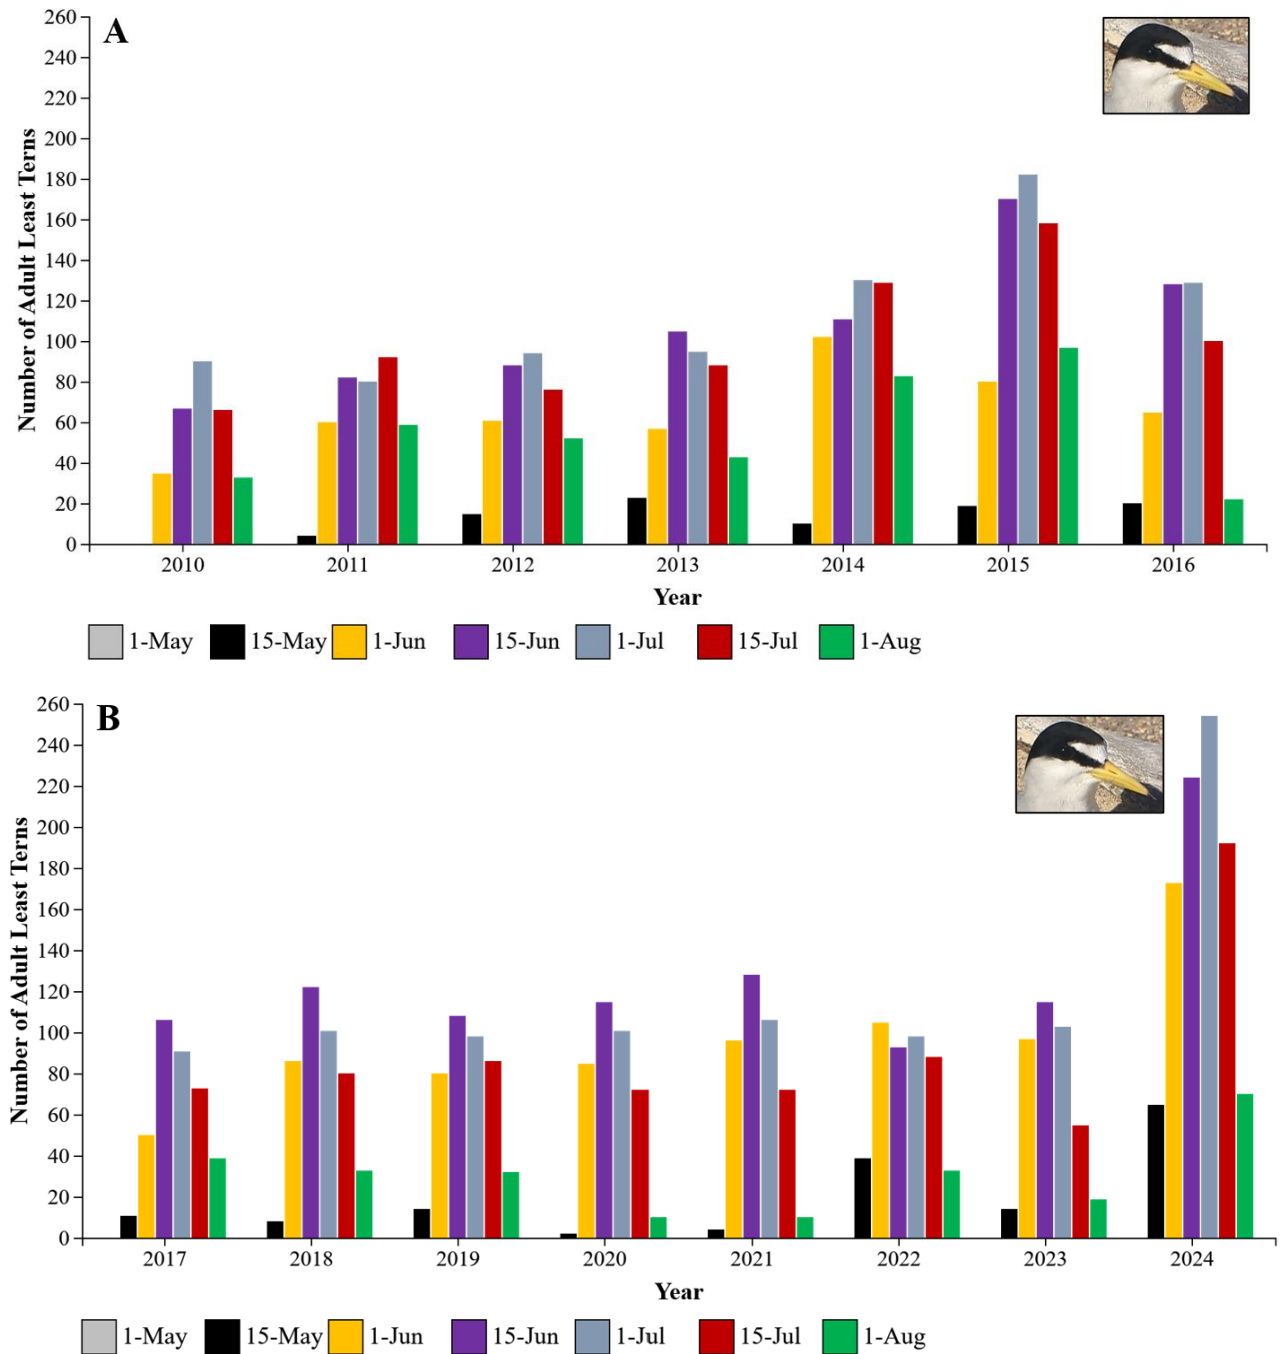 A
260
240
220
200
180
160
140
120
100
80
60
40
20
0
Number of Adult Least Terns
2010 2011 2012 2013 2014 2015 2016
Year
1-May 15-May 1-Jun 15-Jun 1-Jul 15-Jul 1-Aug
B
260
240
220
200
180
160
140
120
100
80
60
40
20
0
Number of Adult Least Terns
2017 2018 2019 2020 2021 2022 2023 2024
Year
1-May 15-May 1-Jun 15-Jun 1-Jul 15-Jul 1-Aug